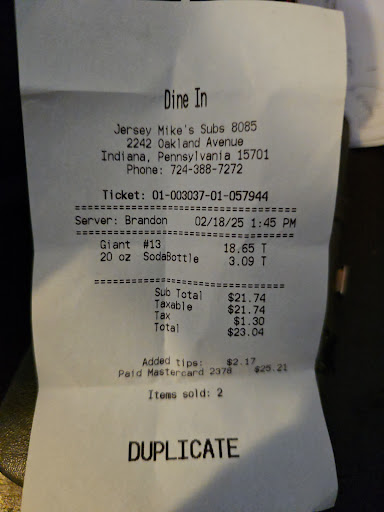 Dine In
Jersey Mike's Subs 8085
2242 Oakland Avenue
Indiana, Pennsylvania 15701
Phone: 724-388-7272
Ticket: 01-003037-01-057944
========================================
Server: Brandon 02/18/25 1:45 PM
========================================
Giant #13 18.65 T
20 oz SodaBottle 3.09 T
========================================
Sub Total $21.74
Taxable $21.74
Tax $1.30
Total $23.04
Added tips: $2.17
Paid Mastercard 2378 $25.21
Items sold: 2
DUPLICATE